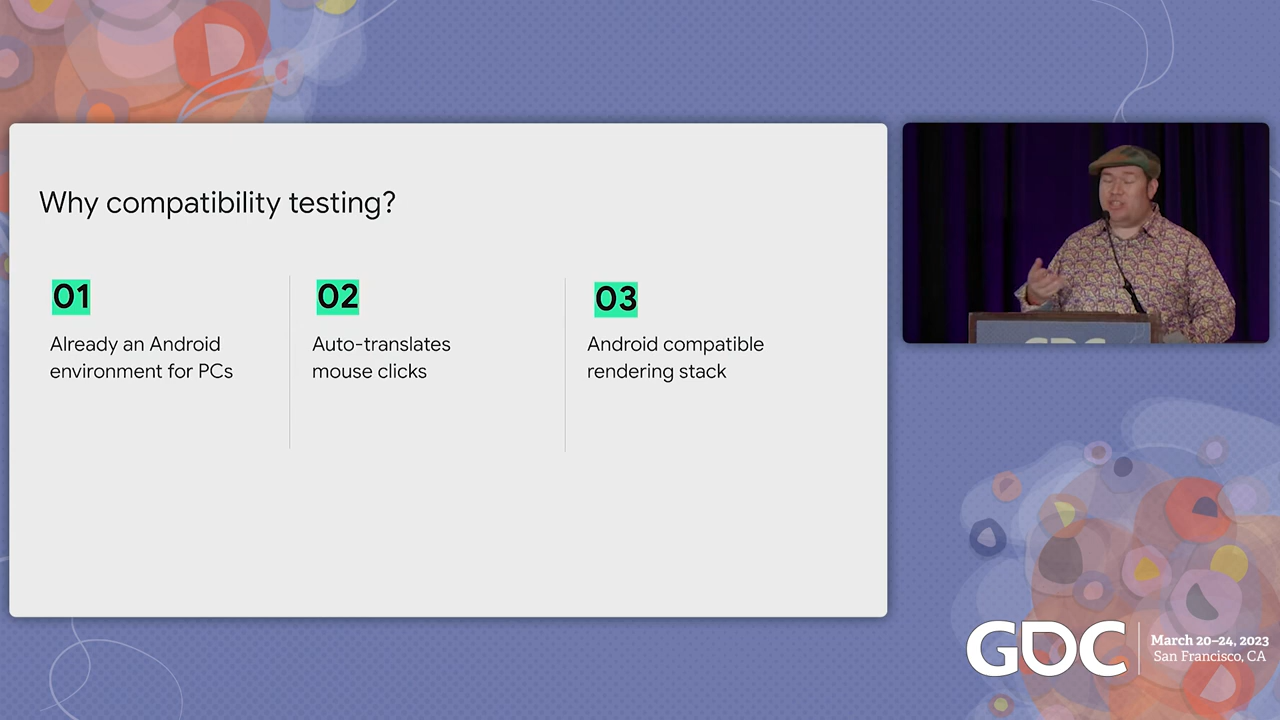 Why compatibility testing?
01
Already an Android
environment for PCs
02
Auto-translates
mouse clicks
03
Android compatible
rendering stack
GDC
GDC
March 20–24, 2023
San Francisco, CA